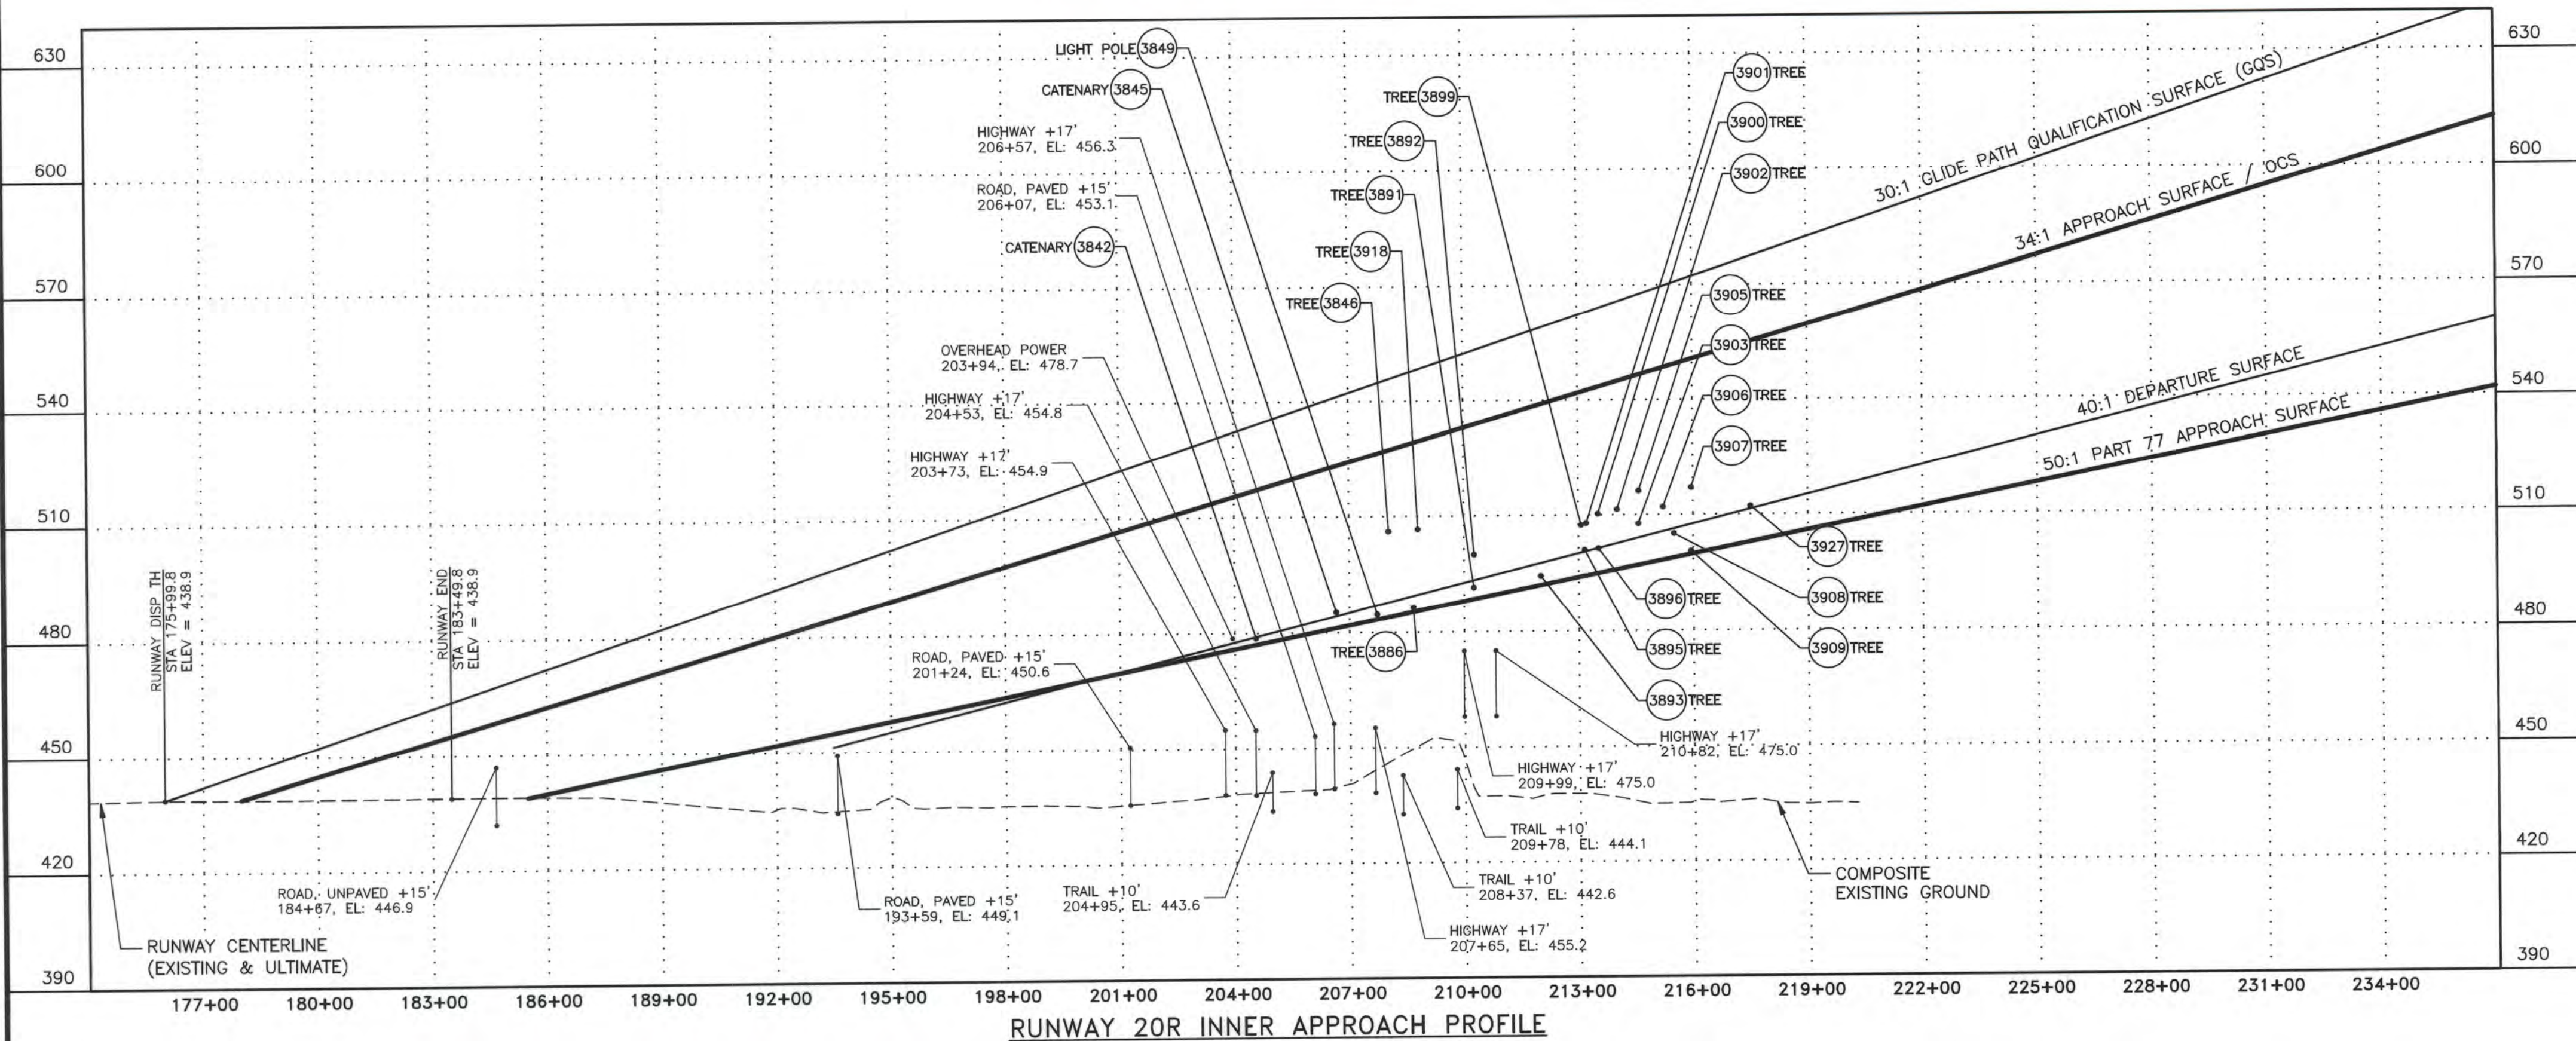 630
600
570
540
510
480
450
420
390
630
600
570
540
510
480
450
420
390
LIGHT POLE 3849
CATENARY 3845
HIGHWAY +17'
206+57, EL: 456.3
ROAD, PAVED +15'
206+07, EL: 453.1
CATENARY 3842
OVERHEAD POWER
203+94, EL: 478.7
HIGHWAY +17'
204+53, EL: 454.8
HIGHWAY +17'
203+73, EL: 454.9
ROAD, PAVED +15'
201+24, EL: 450.6
TREE 3899
TREE 3892
TREE 3891
TREE 3918
TREE 3846
3901 TREE
3900 TREE
3902 TREE
3905 TREE
3903 TREE
3906 TREE
3907 TREE
30:1 GLIDE PATH QUALIFICATION SURFACE (GQS)
34:1 APPROACH SURFACE / OCS
40:1 DEPARTURE SURFACE
50:1 PART 77 APPROACH SURFACE
RUNWAY DISP TH
STA 175+99.8
ELEV = 438.9
RUNWAY END
STA 183+49.8
ELEV = 438.9
TREE 3886
3927 TREE
3908 TREE
3909 TREE
3896 TREE
3895 TREE
3893 TREE
HIGHWAY +17'
210+82, EL: 475.0
HIGHWAY +17'
209+99, EL: 475.0
TRAIL +10'
209+78, EL: 444.1
TRAIL +10'
208+37, EL: 442.6
HIGHWAY +17'
207+65, EL: 455.2
TRAIL +10'
204+95, EL: 443.6
ROAD, PAVED +15'
193+59, EL: 449.1
ROAD, UNPAVED +15'
184+67, EL: 446.9
RUNWAY CENTERLINE
(EXISTING & ULTIMATE)
COMPOSITE
EXISTING GROUND
177+00 180+00 183+00 186+00 189+00 192+00 195+00 198+00 201+00 204+00 207+00 210+00 213+00 216+00 219+00 222+00 225+00 228+00 231+00 234+00
RUNWAY 20R INNER APPROACH PROFILE